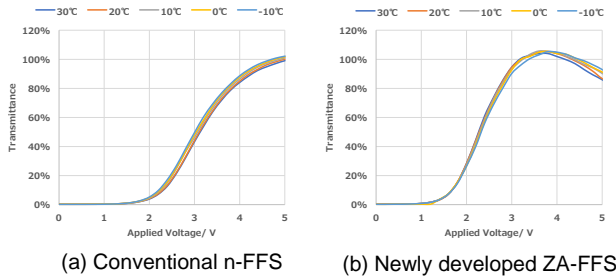 30℃ 20℃ 10℃ 0℃ -10℃
120%
100%
80%
60%
40%
20%
0%
Transmittance
0 1 2 3 4 5
Applied Voltage/ V
(a) Conventional n-FFS
30℃ 20℃ 10℃ 0℃ -10℃
120%
100%
80%
60%
40%
20%
0%
Transmittance
0 1 2 3 4 5
Applied Voltage/ V
(b) Newly developed ZA-FFS